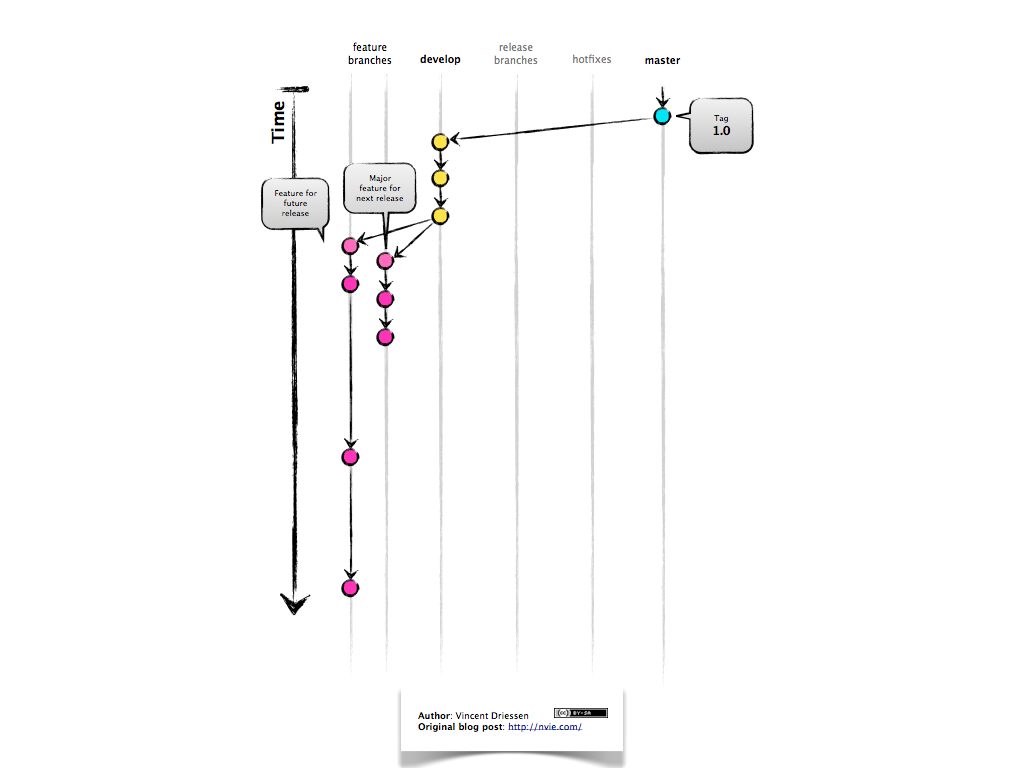 feature
branches
develop
release
branches
hotfixes
master
Time
Tag
1.0
Major
feature for
next release
Feature for
future
release
Author: Vincent Driessen
(cc) BY-SA
Original blog post: http://nvie.com/